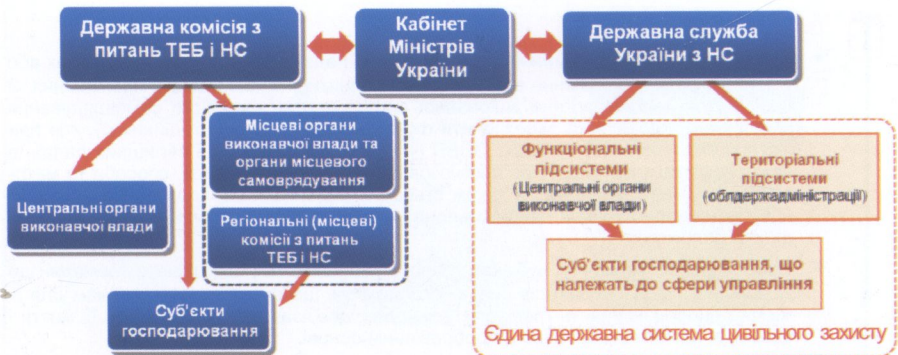 Державна комісія з
питань ТЕБ і НС
Кабінет
Міністрів
України
Державна служба
України з НС
Місцеві органи
виконавчої влади та
органи місцевого
самоврядування
Центральні органи
виконавчої влади
Регіональні (місцеві)
комісії з питань
ТЕБ і НС
Суб'єкти
господарювання
Функціональні
підсистеми
(Центральні органи
виконавчої влади)
Територіальні
підсистеми
(облдержадміністрації)
Суб'єкти господарювання, що
належать до сфери управління
Єдина державна система цивільного захисту